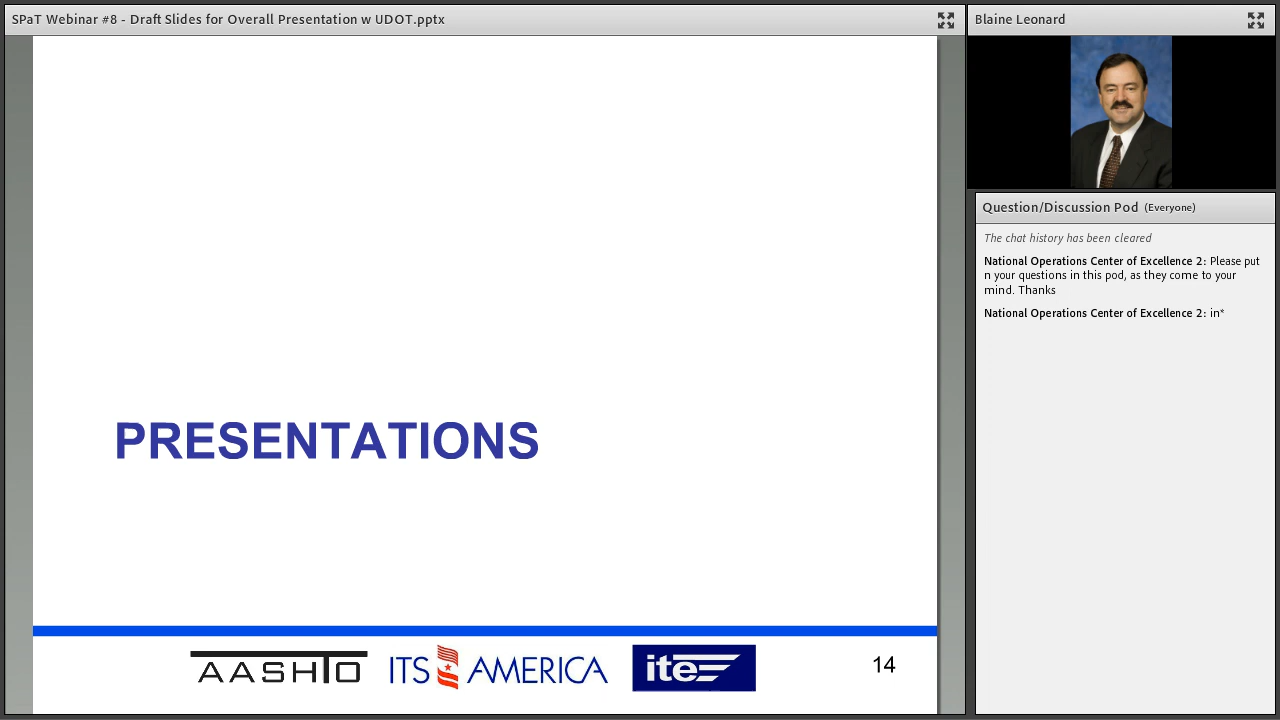 SPaT Webinar #8 - Draft Slides for Overall Presentation w UDOT.pptx
PRESENTATIONS
AASHTO ITS AMERICA ite 14
Blaine Leonard
Question/Discussion Pod (Everyone)
The chat history has been cleared
National Operations Center of Excellence 2: Please put
n your questions in this pod, as they come to your
mind. Thanks
National Operations Center of Excellence 2: in*